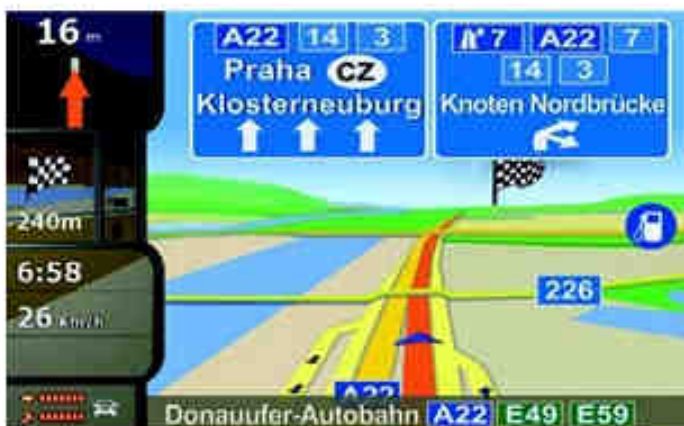 16 m
240m
6:58
26 km/h
A22 14 3
Praha CZ
Klosterneuburg
7 A22 7
14 3
Knoten Nordbrücke
226
A22
Donauufer-Autobahn A22 E49 E59